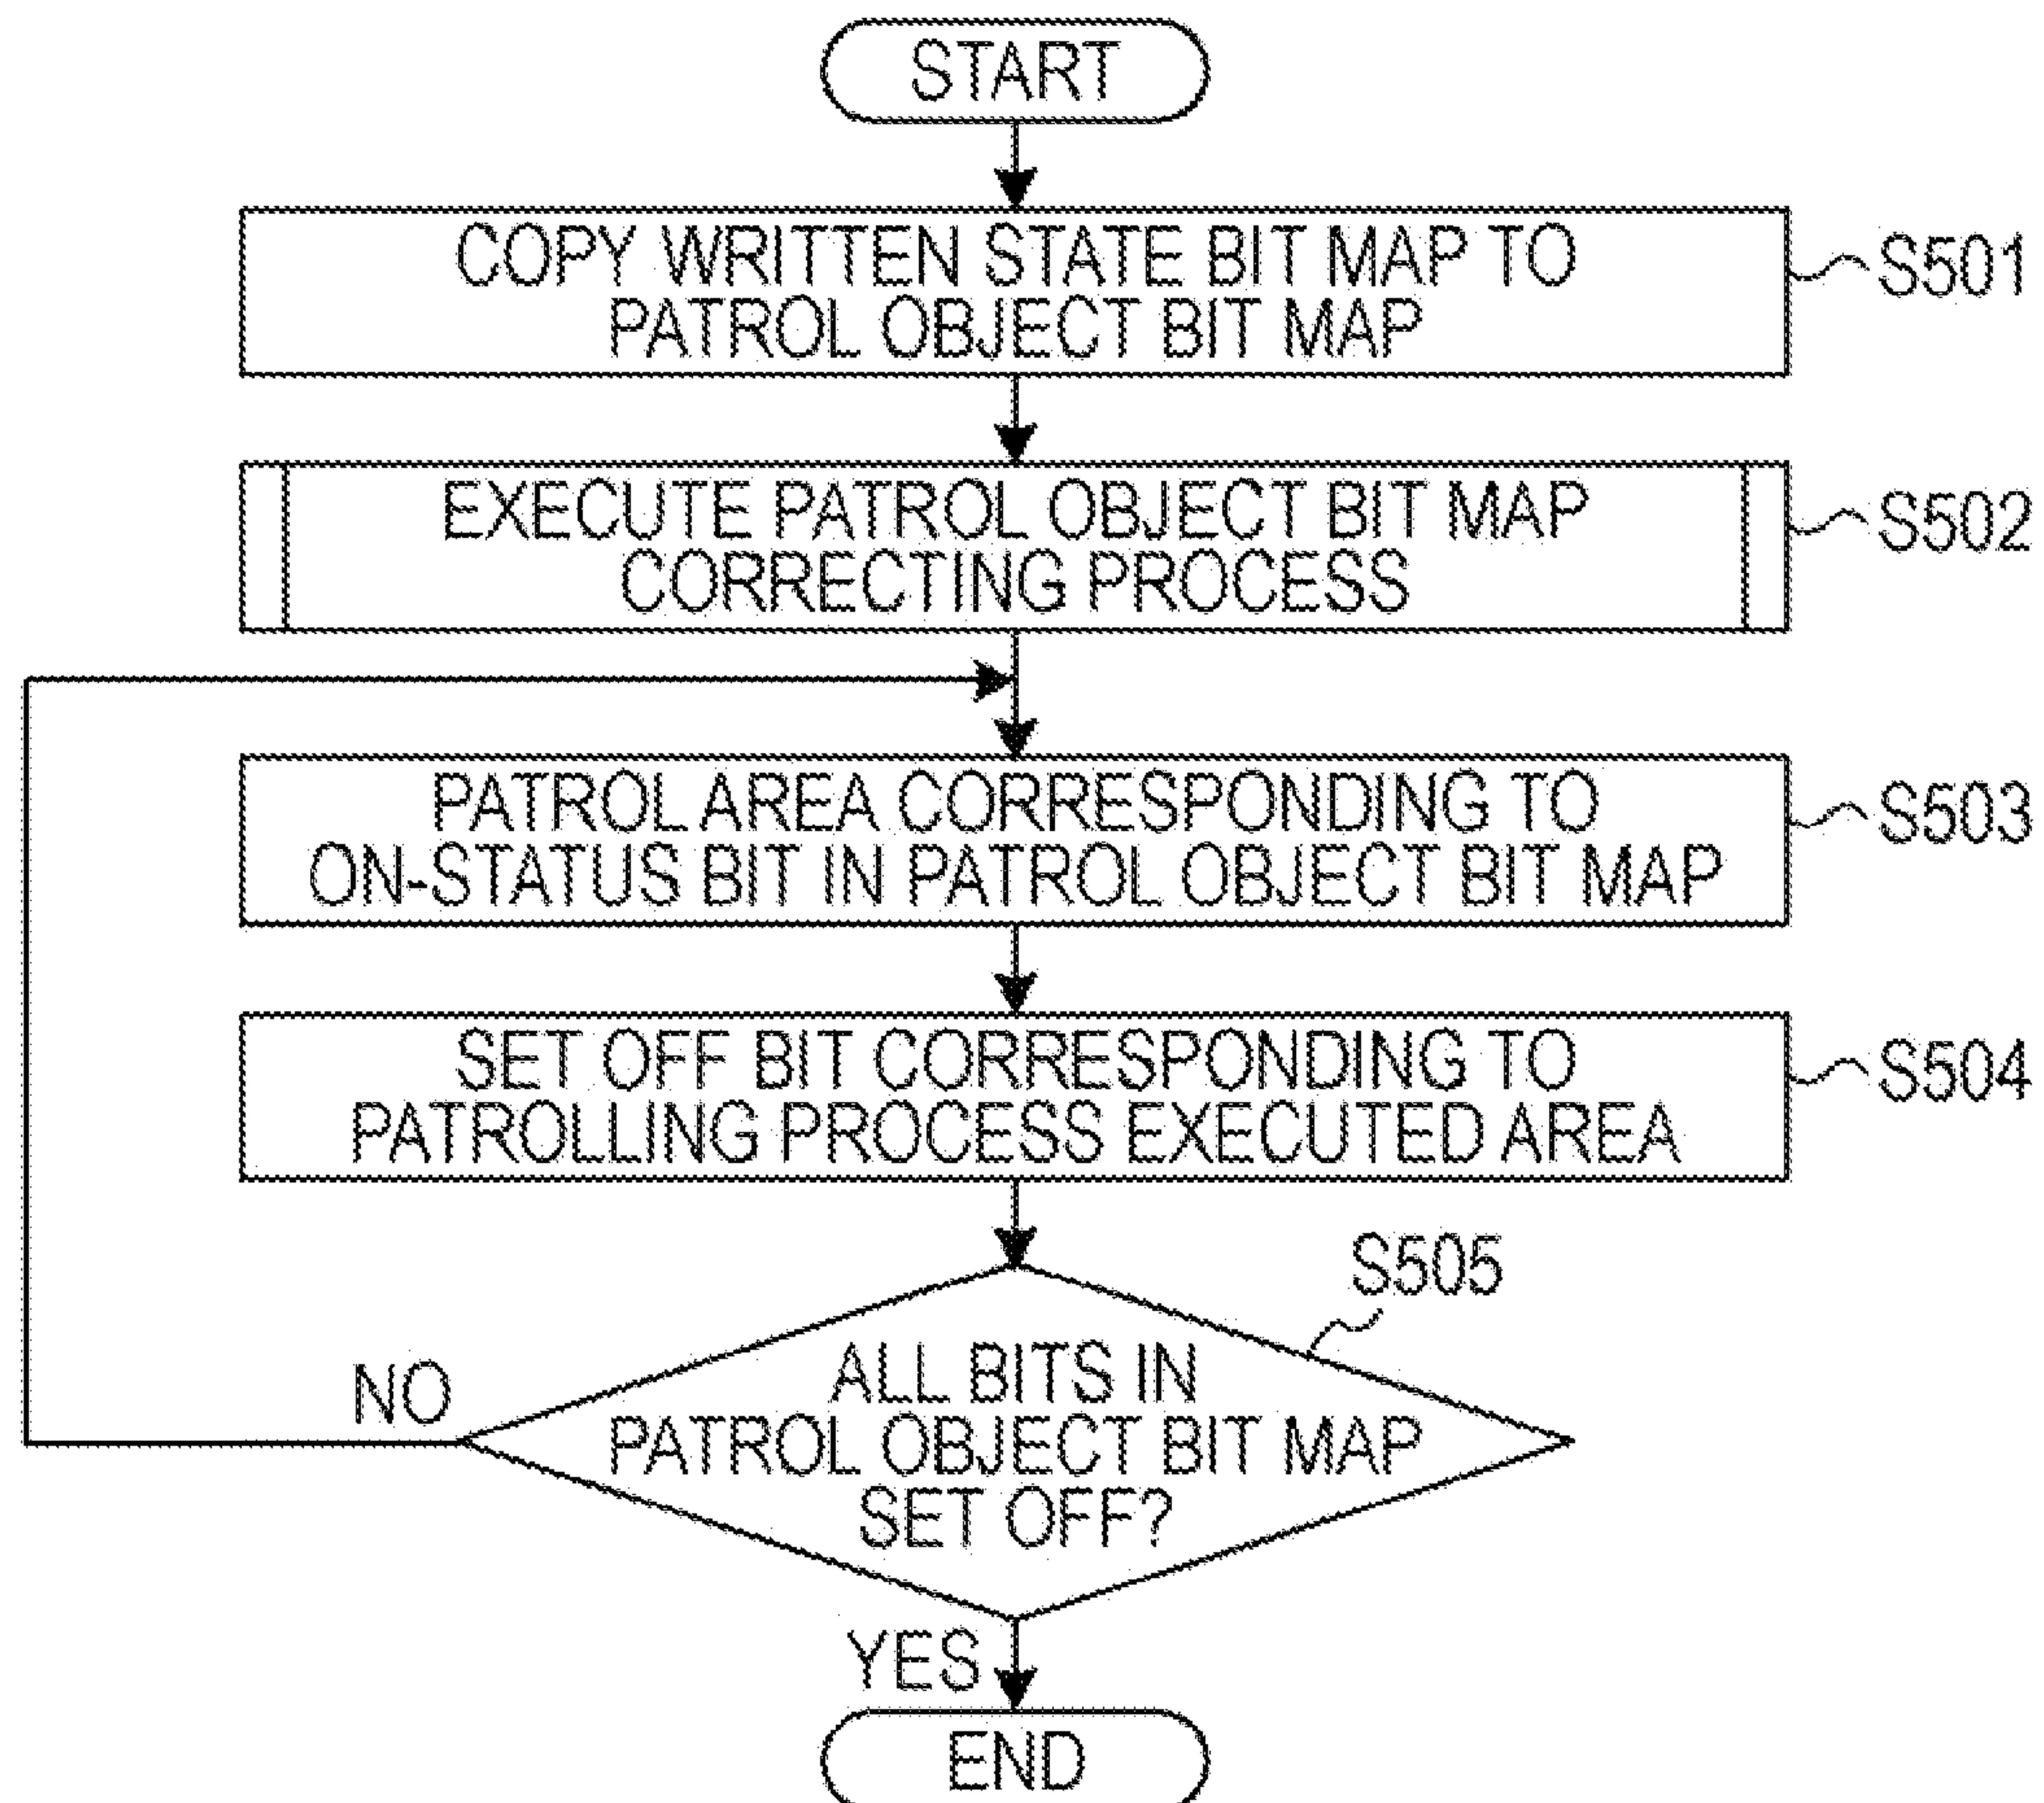 START
COPY WRITTEN STATE BIT MAP TO
PATROL OBJECT BIT MAP
S501
EXECUTE PATROL OBJECT BIT MAP
CORRECTING PROCESS
S502
PATROL AREA CORRESPONDING TO
ON-STATUS BIT IN PATROL OBJECT BIT MAP
S503
SET OFF BIT CORRESPONDING TO
PATROLLING PROCESS EXECUTED AREA
S504
S505
ALL BITS IN
PATROL OBJECT BIT MAP
SET OFF?
NO
YES
END